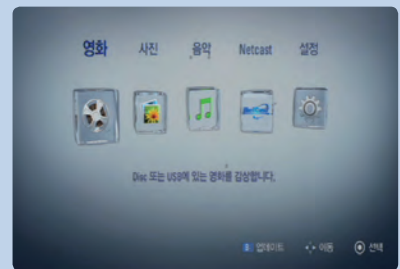 영화 사진 음악 Netcast 설정
Disc 또는 USB에 있는 영화를 감상합니다.
업데이트 이동 선택